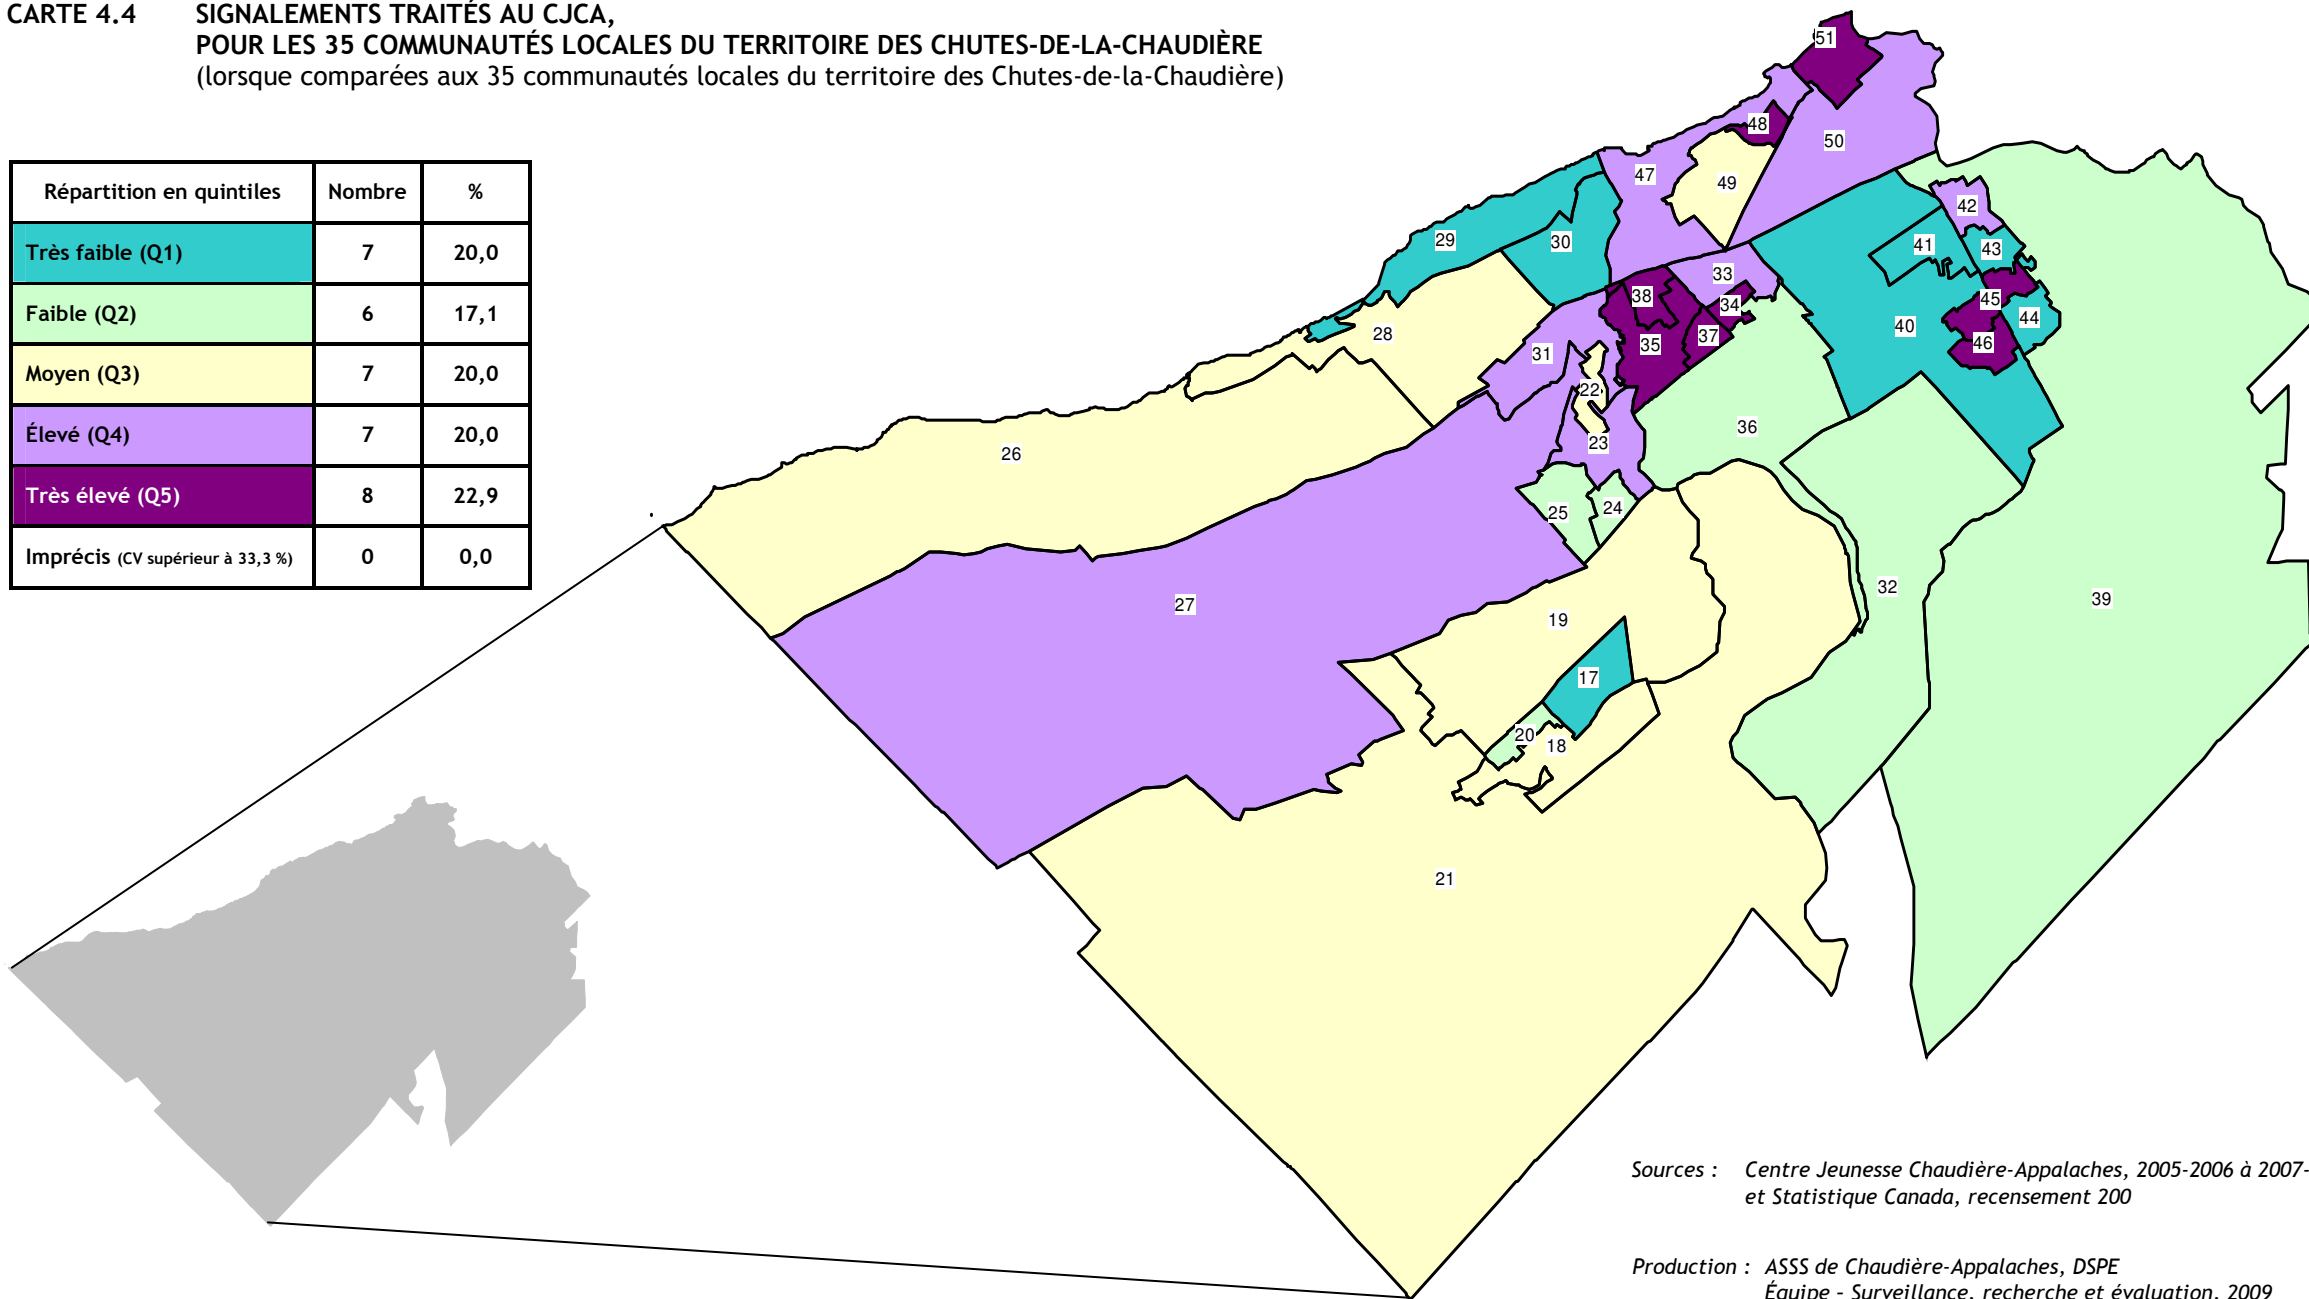 CARTE 4.4 SIGNALEMENTS TRAITÉS AU CJCA,
POUR LES 35 COMMUNAUTÉS LOCALES DU TERRITOIRE DES CHUTES-DE-LA-CHAUDIÈRE
(lorsque comparées aux 35 communautés locales du territoire des Chutes-de-la-Chaudière)
Répartition en quintiles Nombre %
Très faible (Q1) 7 20,0
Faible (Q2) 6 17,1
Moyen (Q3) 7 20,0
Élevé (Q4) 7 20,0
Très élevé (Q5) 8 22,9
Imprécis (CV supérieur à 33,3 %) 0 0,0
51
48
50
47
49
42
29
30
41
43
33
38
34
45
44
40
28
31
35
37
46
22
36
23
26
25
24
32
27
39
19
17
20
18
21
Sources : Centre Jeunesse Chaudière-Appalaches, 2005-2006 à 2007-
et Statistique Canada, recensement 200
Production : ASSS de Chaudière-Appalaches, DSPE
Équipe - Surveillance, recherche et évaluation, 2009